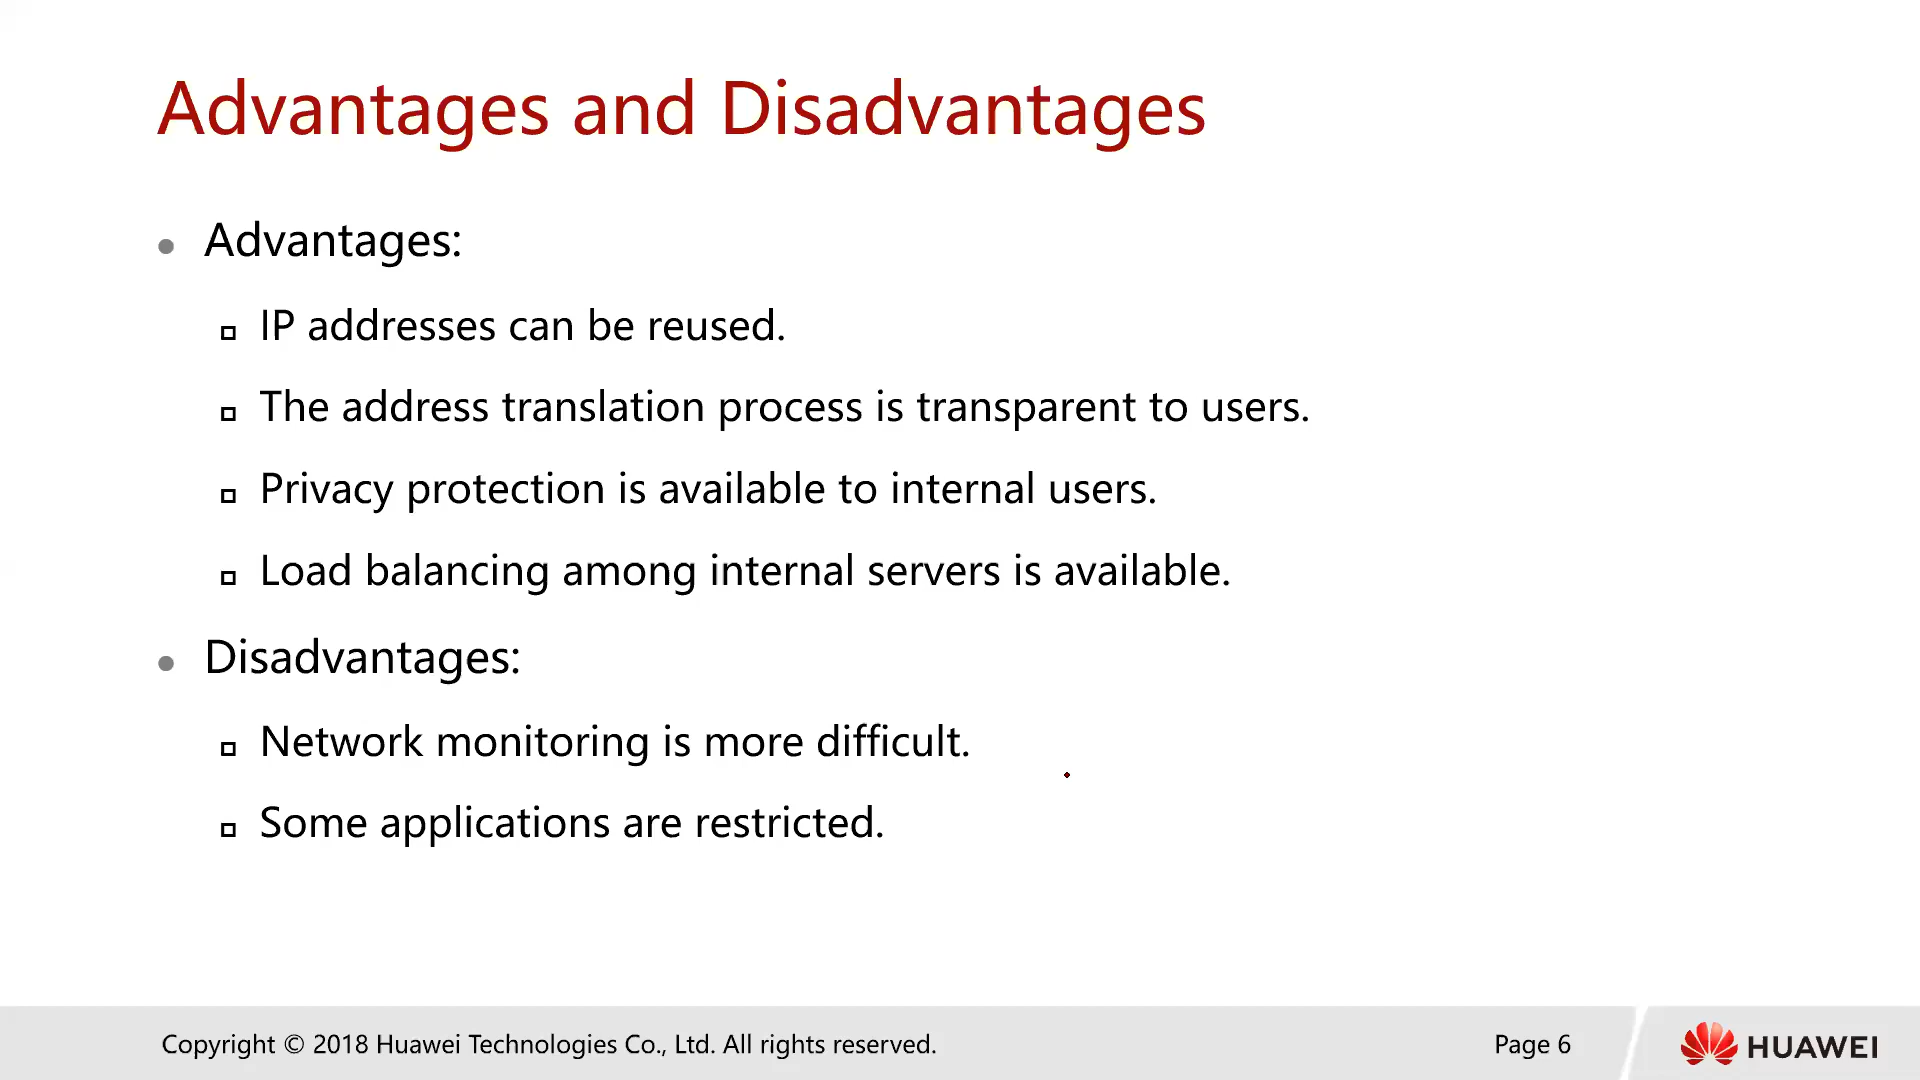 Advantages and Disadvantages
Advantages:
IP addresses can be reused.
The address translation process is transparent to users.
Privacy protection is available to internal users.
Load balancing among internal servers is available.
Disadvantages:
Network monitoring is more difficult.
Some applications are restricted.
Copyright © 2018 Huawei Technologies Co., Ltd. All rights reserved.
Page 6
HUAWEI